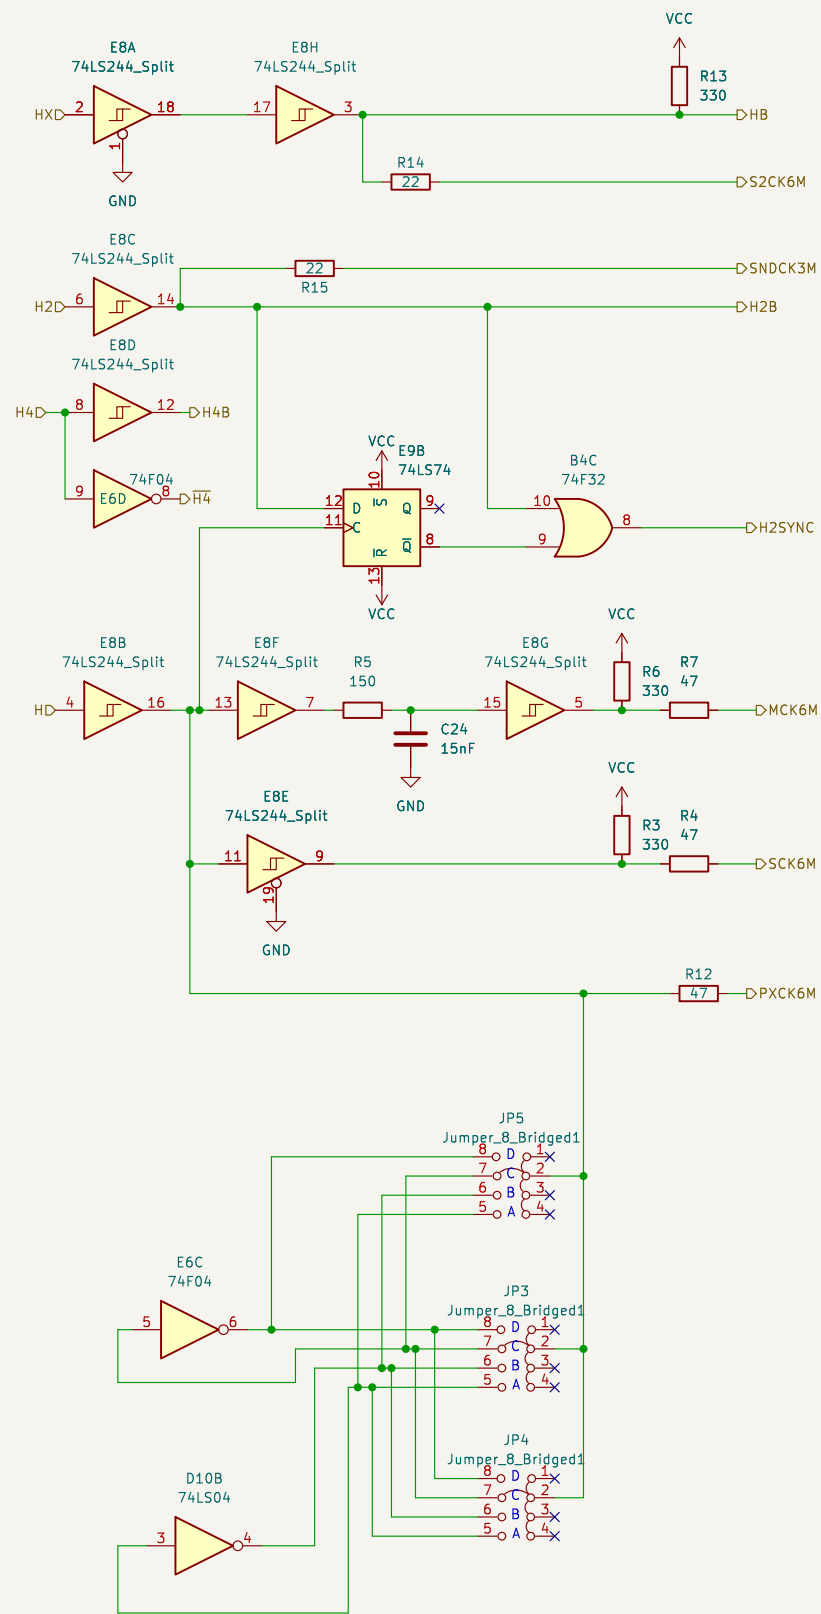 VCC
E8A
74LS244_Split
E8H
74LS244_Split
R13
330
HX
2
18
17
3
HB
1
GND
R14
22
S2CK6M
E8C
74LS244_Split
22
R15
SNDCK3M
H2
6
14
H2B
E8D
74LS244_Split
H4
8
12
H4B
74F04
9
E6D
8
H4
VCC
E9B
74LS74
10
S
12
D
Q
9
11
C
R
Q
8
13
VCC
B4C
74F32
10
9
8
H2SYNC
E8B
74LS244_Split
E8F
74LS244_Split
R5
150
E8G
74LS244_Split
VCC
R6
330
R7
47
H
4
16
13
7
15
5
MCK6M
C24
15nF
GND
E8E
74LS244_Split
VCC
R3
330
R4
47
11
9
SCK6M
19
GND
R12
47
PXCK6M
JP5
Jumper_8_Bridged1
8
D
1
7
C
2
6
B
3
5
A
4
E6C
74F04
5
6
JP3
Jumper_8_Bridged1
8
D
1
7
C
2
6
B
3
5
A
4
JP4
Jumper_8_Bridged1
8
D
1
7
C
2
6
B
3
5
A
4
D10B
74LS04
3
4